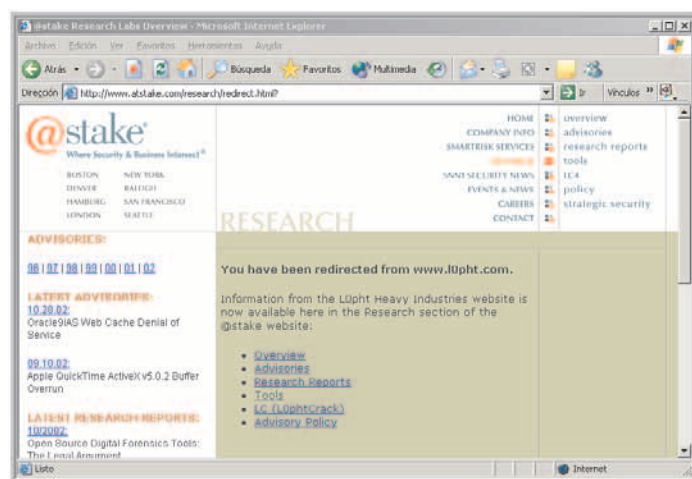 @stake Research Labs Overview - Microsoft Internet Explorer
Archivo Edición Ver Favoritos Herramientas Ayuda
Atrás Búsqueda Favoritos Multimedia
Dirección http://www.atstake.com/research/redirect.html? Ir Vínculos »
@stake
Where Security & Business Intersect
BOSTON NEW YORK
DENVER RALEIGH
HAMBURG SAN FRANCISCO
LONDON SEATTLE
HOME
COMPANY INFO
SMARTRISK SERVICES
SECURITY NEWS
EVENTS & NEWS
CAREERS
CONTACT
overview
advisories
research reports
tools
LC4
policy
strategic security
RESEARCH
ADVISORIES:
96 | 97 | 98 | 99 | 00 | 01 | 02
LATEST ADVISORIES:
10.28.02:
Oracle9iAS Web Cache Denial of
Service
09.10.02:
Apple QuickTime ActiveX v5.0.2 Buffer
Overrun
LATEST RESEARCH REPORTS:
10/2002:
Open Source Digital Forensics Tools:
The Legal Argument
You have been redirected from www.l0pht.com.
Information from the L0pht Heavy Industries website is
now available here in the Research section of the
@stake website:
• Overview
• Advisories
• Research Reports
• Tools
• LC (L0phtCrack)
• Advisory Policy
Listo Internet